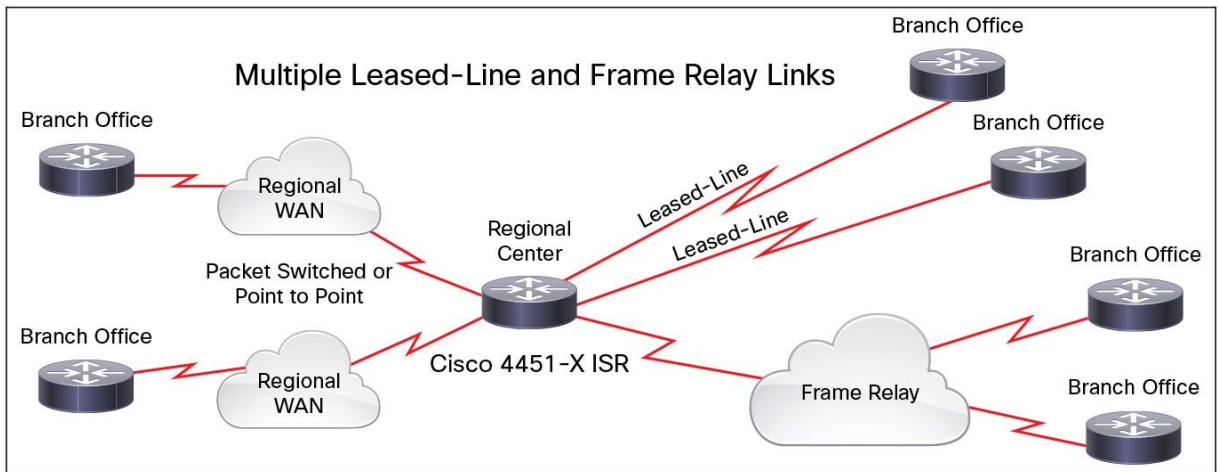 Multiple Leased-Line and Frame Relay Links
Branch Office
Branch Office
Branch Office
Regional
WAN
Leased-Line
Leased-Line
Regional
Center
Packet Switched or
Point to Point
Branch Office
Branch Office
Regional
WAN
Cisco 4451-X ISR
Frame Relay
Branch Office